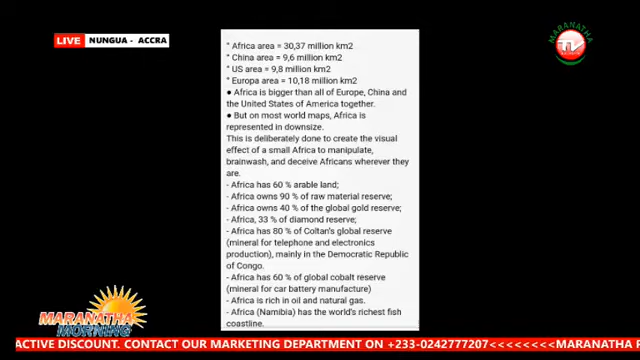 LIVE NUNGUA - ACCRA
MARANATHA
TV
* Africa area = 30,37 million km2
* China area = 9,6 million km2
* US area = 9,8 million km2
* Europa area = 10,18 million km2
● Africa is bigger than all of Europe, China and
the United States of America together.
● But on most world maps, Africa is
represented in downsize.
This is deliberately done to create the visual
effect of a small Africa to manipulate,
brainwash, and deceive Africans wherever they
are.
- Africa has 60 % arable land;
- Africa owns 90 % of raw material reserve;
- Africa owns 40 % of the global gold reserve;
- Africa, 33 % of diamond reserve;
- Africa has 80 % of Coltan's global reserve
(mineral for telephone and electronics
production), mainly in the Democratic Republic
of Congo.
- Africa has 60 % of global cobalt reserve
(mineral for car battery manufacture)
- Africa is rich in oil and natural gas.
- Africa (Namibia) has the world's richest fish
coastline.
MARANATHA
MORNING
ACTIVE DISCOUNT. CONTACT OUR MARKETING DEPARTMENT ON +233-0242777207<<<<<<<<MARANATHA